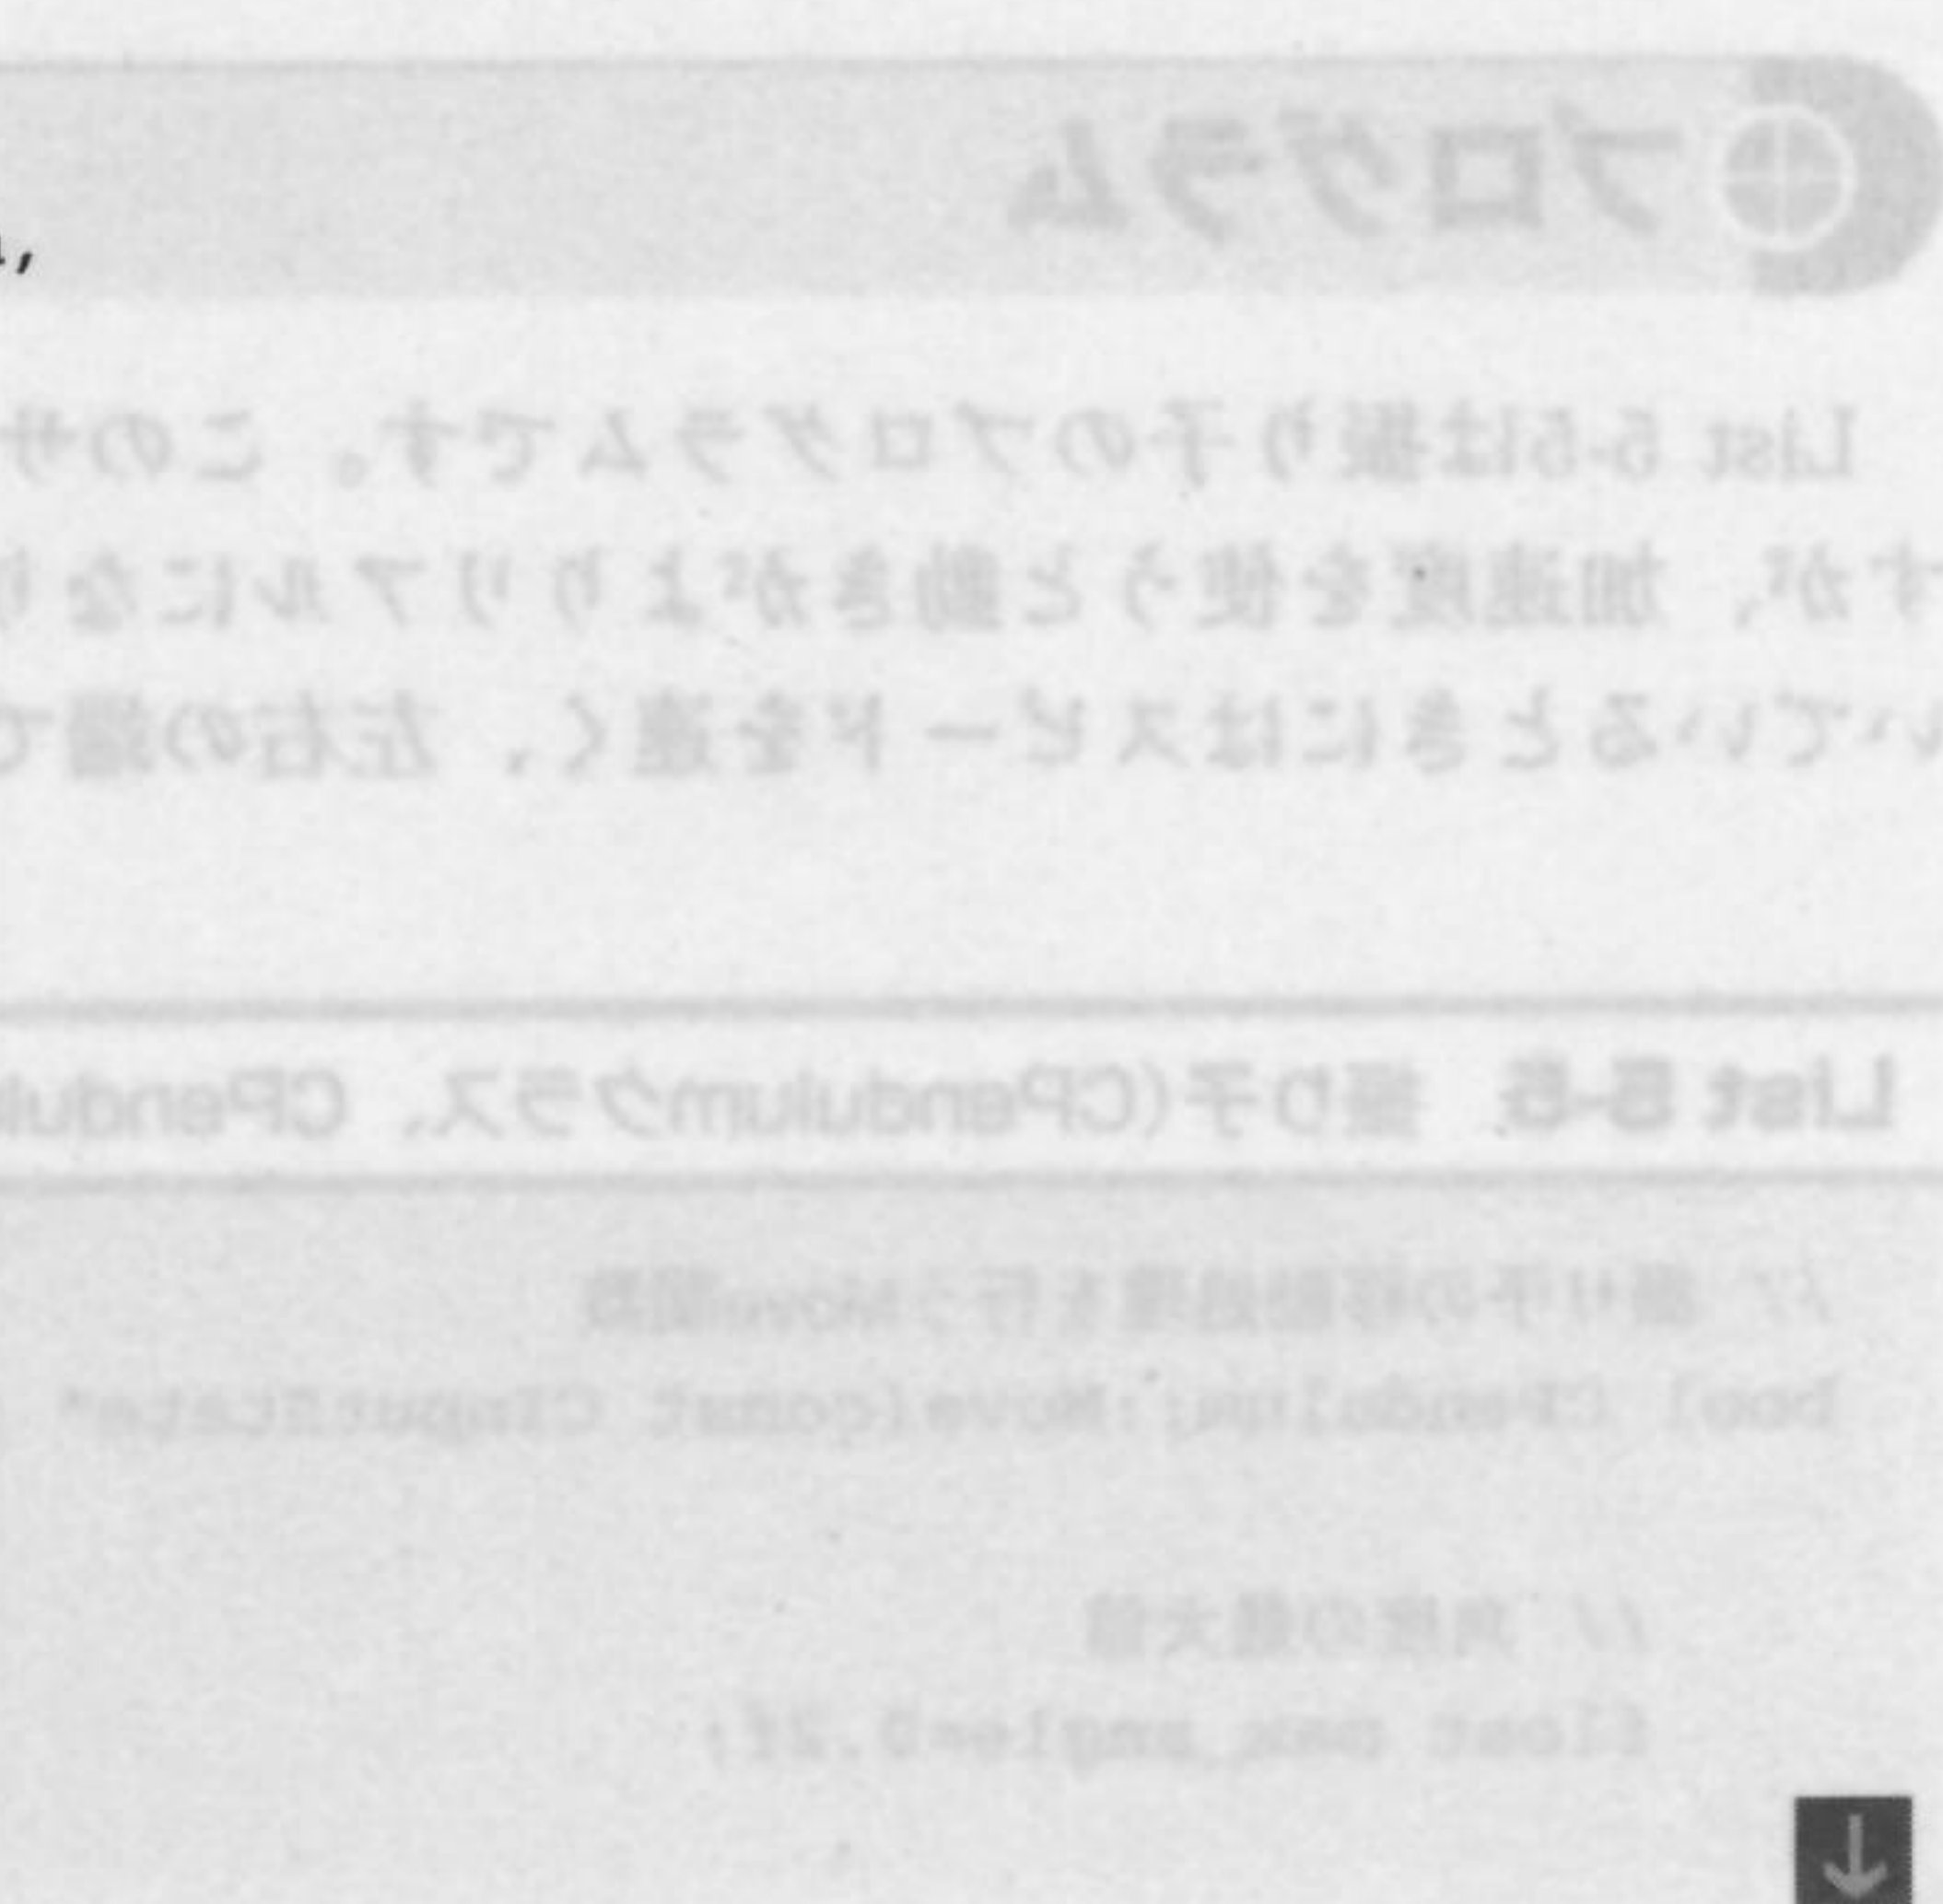 プログラム
List 5-5は振り子のプログラムです。このサ
すが、加速度を使うと動きがよりリアルになり
いているときにはスピードを速く、左右の端で
List 5-5 振り子(CPendulumクラス、CPendul
// 振り子の移動処理を行うMove関数
bool CPendulum::Move(const CInputState*
// 角度の最大値
float max_angle=0.2f;